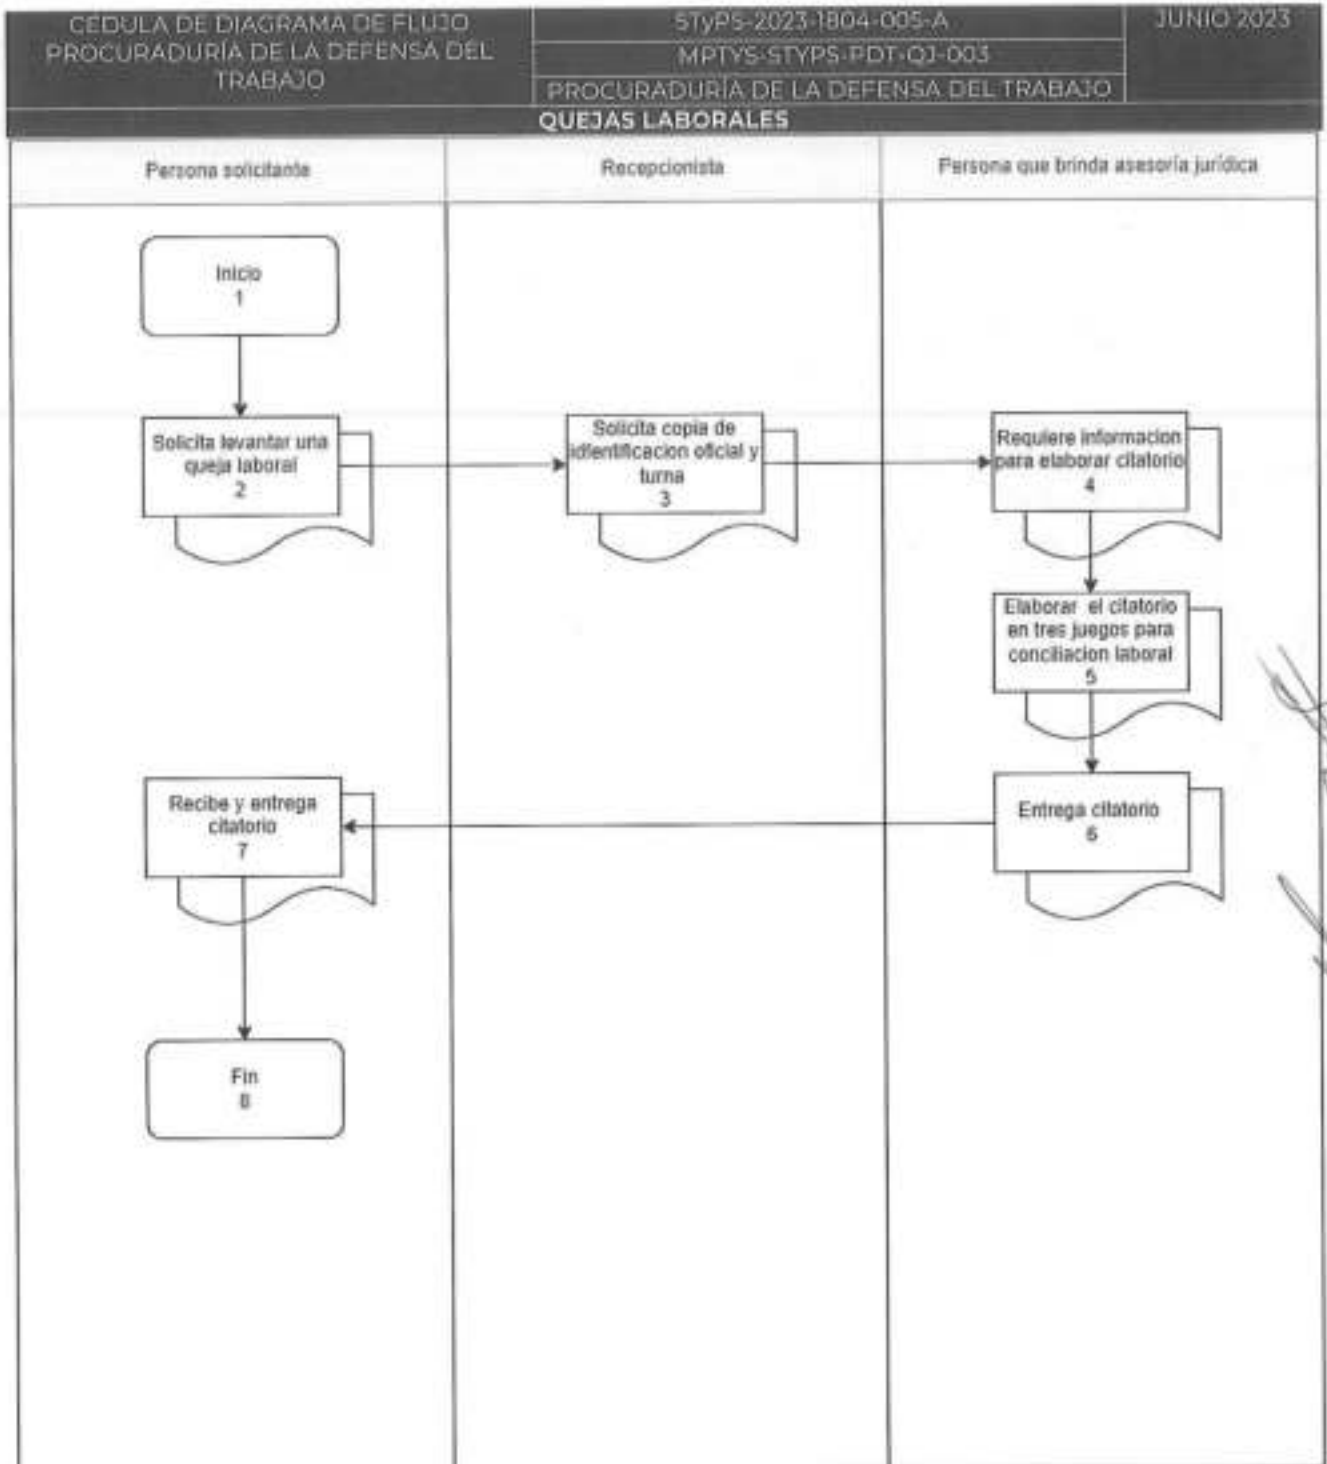 CÉDULA DE DIAGRAMA DE FLUJO
PROCURADURÍA DE LA DEFENSA DEL
TRABAJO
STyPS-2023-1804-005-A
MPTYS-STYPS-PDT-QJ-003
PROCURADURÍA DE LA DEFENSA DEL TRABAJO
JUNIO 2023
QUEJAS LABORALES
Persona solicitante
Recepcionista
Persona que brinda asesoría jurídica
Inicio
1
Solicita levantar una
queja laboral
2
Solicita copia de
idientificacion oficial y
turna
3
Requiere informacion
para elaborar citatorio
4
Elaborar el citatorio
en tres juegos para
conciliacion laboral
5
Entrega citatorio
6
Recibe y entrega
citatorio
7
Fin
8